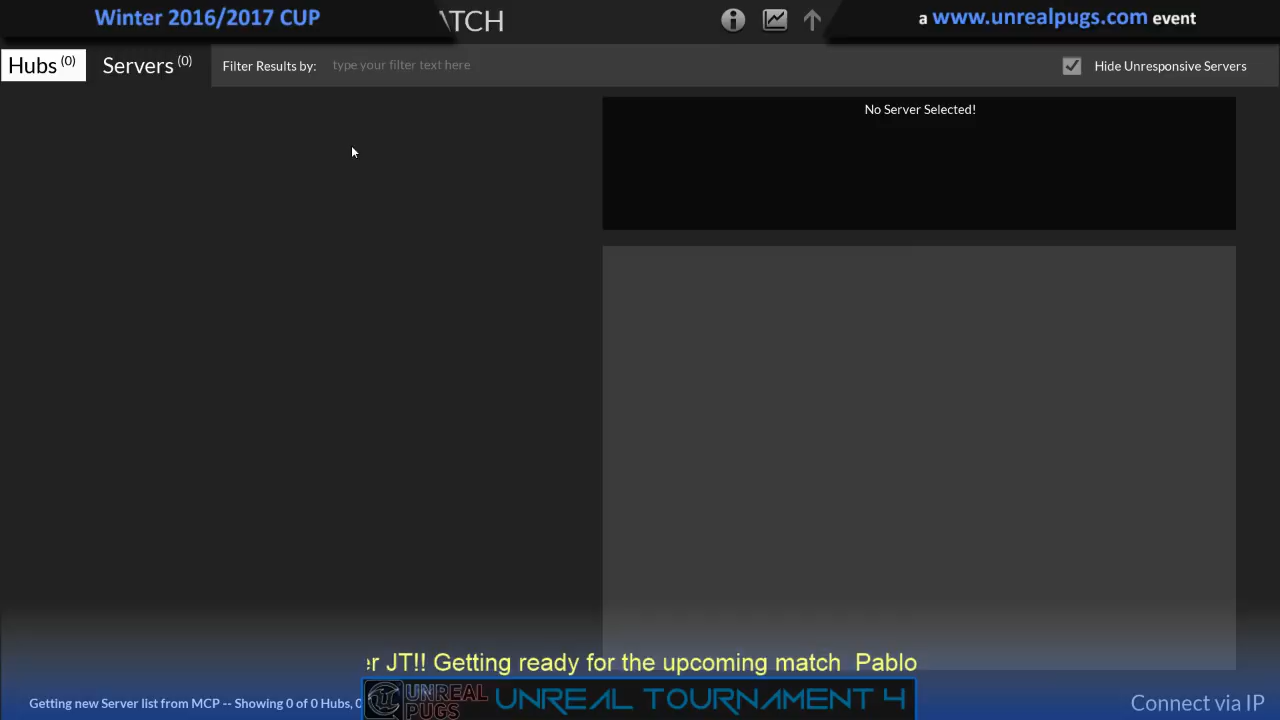 Winter 2016/2017 CUP
ATCH
a www.unrealpugs.com event
Hubs (0)
Servers (0)
Filter Results by:
type your filter text here
Hide Unresponsive Servers
No Server Selected!
er JT!! Getting ready for the upcoming match Pablo
Getting new Server list from MCP -- Showing 0 of 0 Hubs, 0
UNREAL PUGS
UNREAL TOURNAMENT 4
Connect via IP